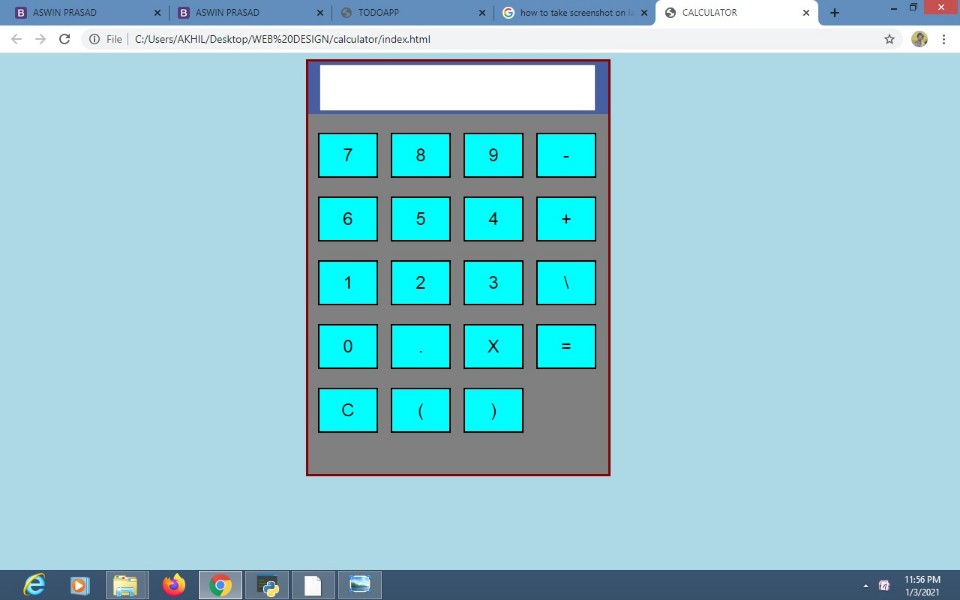 B ASWIN PRASAD B ASWIN PRASAD TODOAPP G how to take screenshot on la CALCULATOR
File C:/Users/AKHIL/Desktop/WEB%20DESIGN/calculator/index.html
7 8 9 -
6 5 4 +
1 2 3 \
0 . X =
C ( )
11:56 PM
1/3/2021